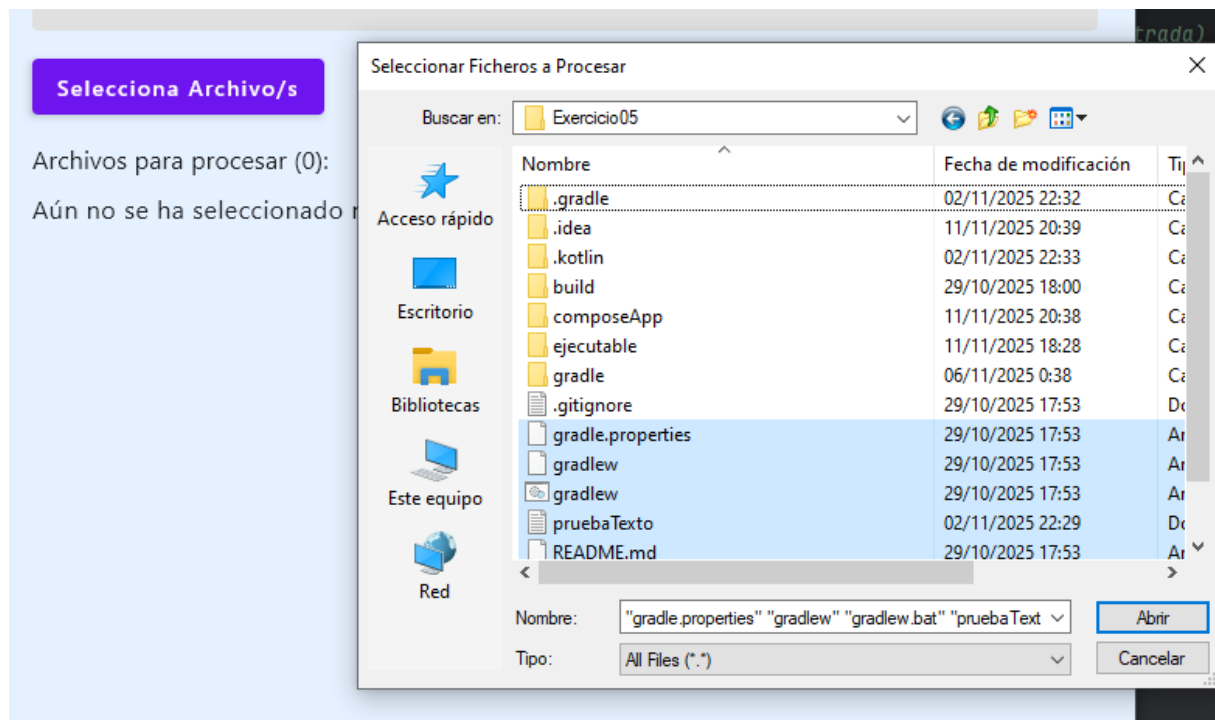 trada)
Selecciona Archivo/s
Archivos para procesar (0):
Aún no se ha seleccionado
Seleccionar Ficheros a Procesar
Buscar en: Exercicio05
Acceso rápido
Escritorio
Bibliotecas
Este equipo
Red
Nombre Fecha de modificación
.gradle 02/11/2025 22:32
.idea 11/11/2025 20:39
.kotlin 02/11/2025 22:33
build 29/10/2025 18:00
composeApp 11/11/2025 20:38
ejecutable 11/11/2025 18:28
gradle 06/11/2025 0:38
.gitignore 29/10/2025 17:53
gradle.properties 29/10/2025 17:53
gradlew 29/10/2025 17:53
gradlew 29/10/2025 17:53
pruebaTexto 02/11/2025 22:29
README.md 29/10/2025 17:53
Nombre: "gradle.properties" "gradlew" "gradlew.bat" "pruebaText Abrir
Tipo: All Files (*.*) Cancelar